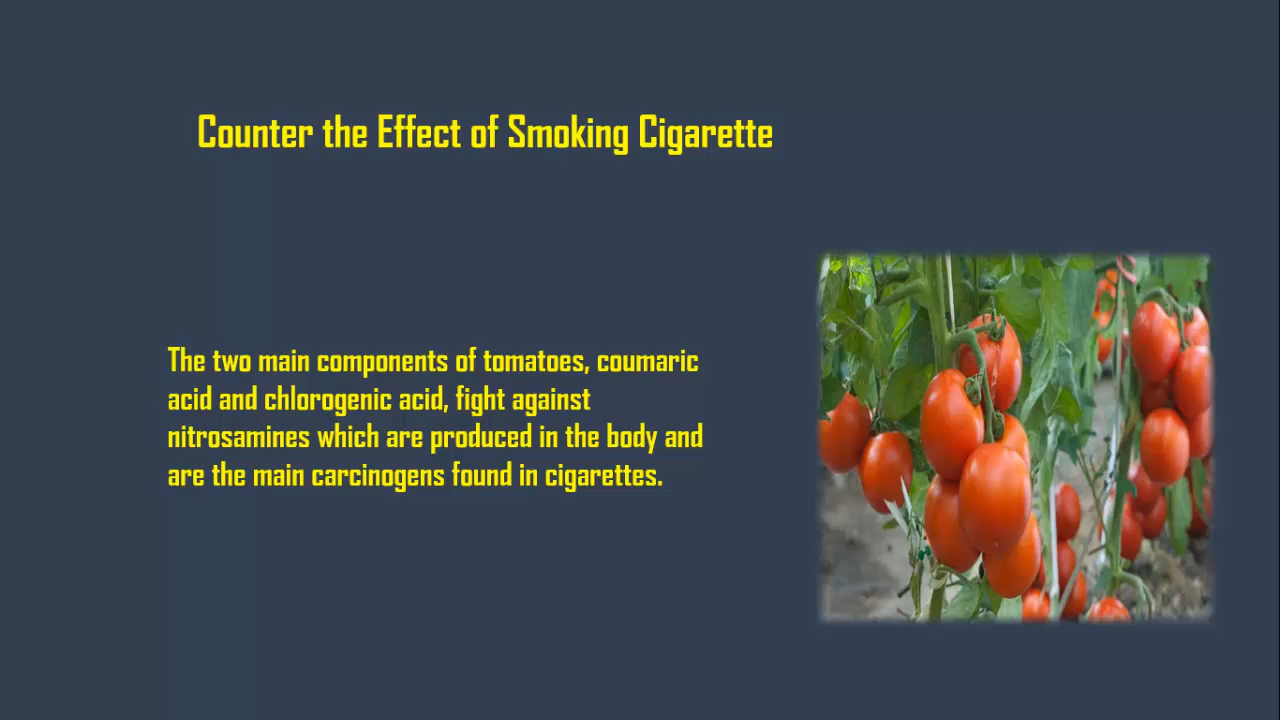 Counter the Effect of Smoking Cigarette
The two main components of tomatoes, coumaric
acid and chlorogenic acid, fight against
nitrosamines which are produced in the body and
are the main carcinogens found in cigarettes.